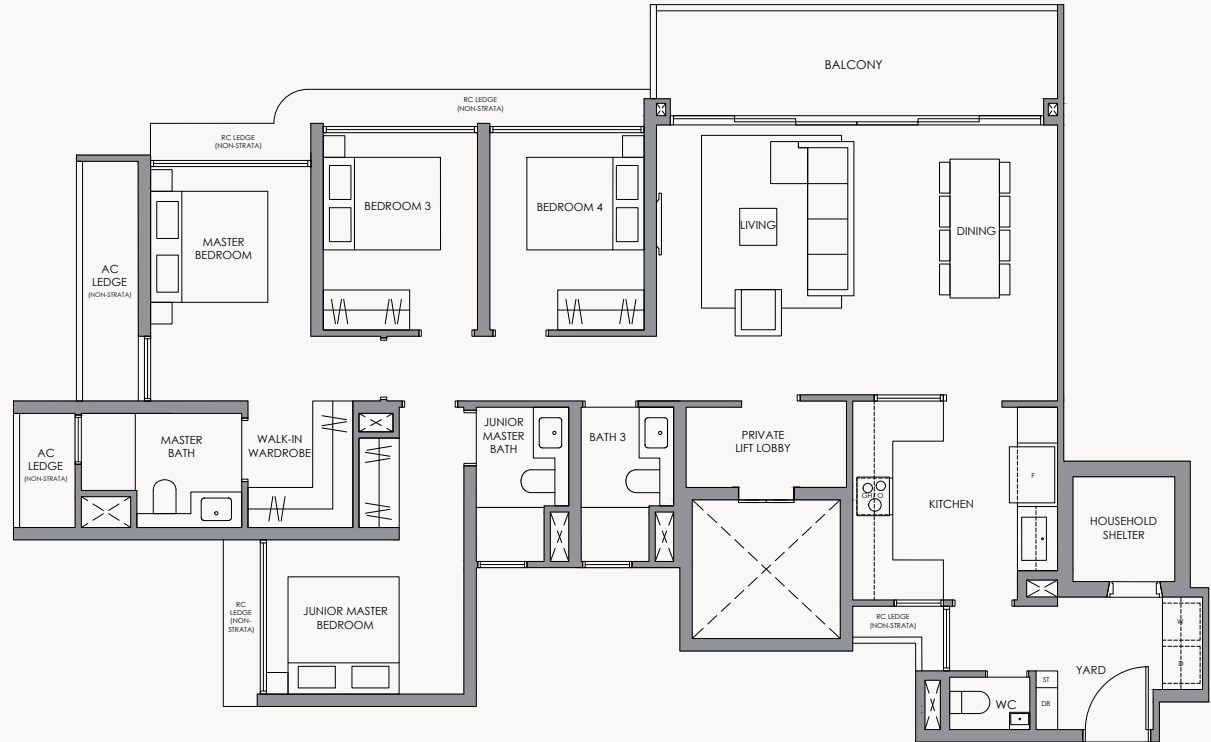 BALCONY
RC LEDGE
(NON-STRATA)
RC LEDGE
(NON-STRATA)
BEDROOM 3
BEDROOM 4
LIVING
DINING
MASTER
BEDROOM
AC
LEDGE
(NON-STRATA)
AC
LEDGE
(NON-STRATA)
MASTER
BATH
WALK-IN
WARDROBE
JUNIOR
MASTER
BATH
BATH 3
PRIVATE
LIFT LOBBY
KITCHEN
F
HOUSEHOLD
SHELTER
RC
LEDGE
(NON-
STRATA)
JUNIOR MASTER
BEDROOM
RC LEDGE
(NON-STRATA)
W
D
YARD
ST
DB
WC